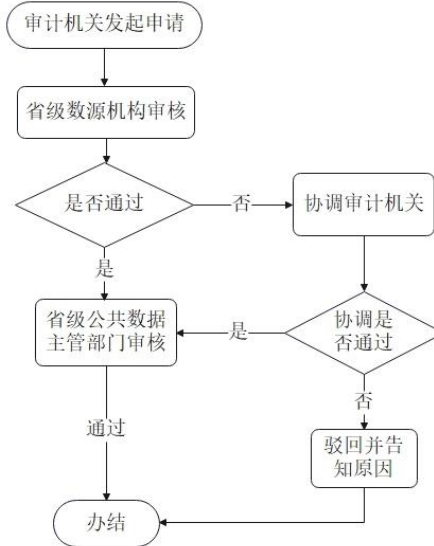 审计机关发起申请
省级数源机构审核
是否通过
否
协调审计机关
是
省级公共数据
主管部门审核
是
协调是
否通过
通过
否
驳回并告
知原因
办结